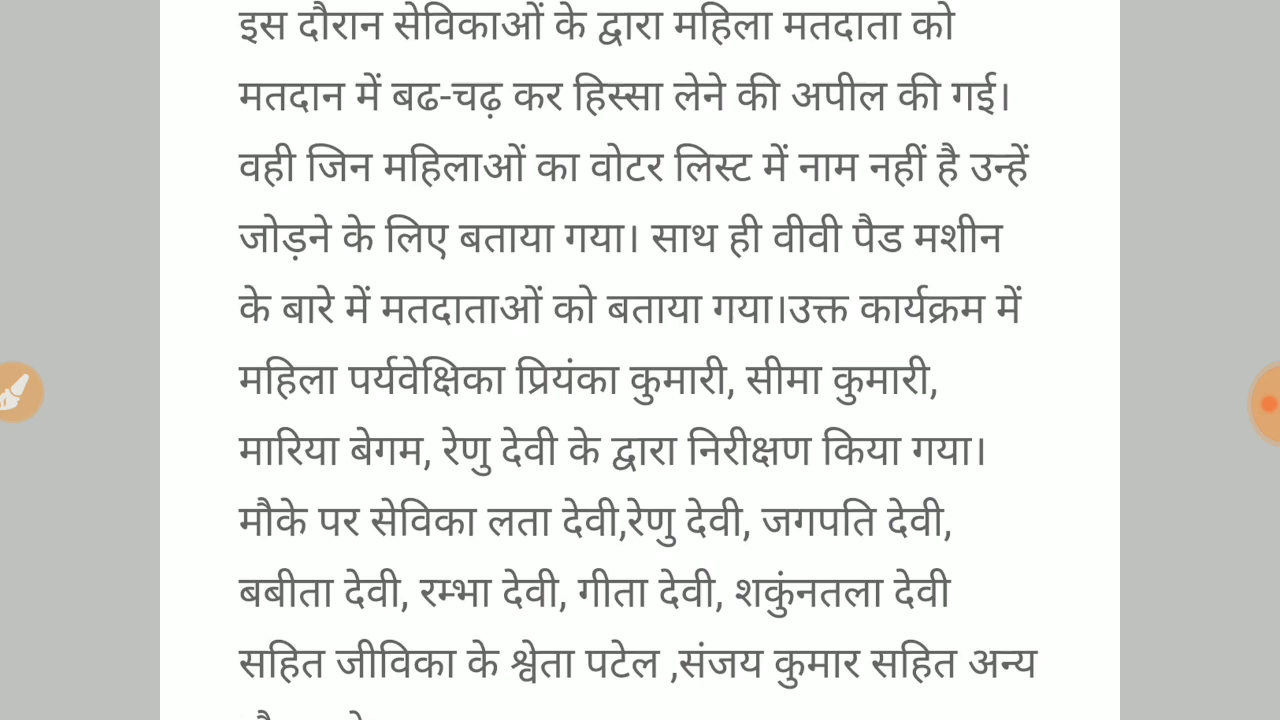 इस दौरान सेविकाओं के द्वारा महिला मतदाता को
मतदान में बढ-चढ़ कर हिस्सा लेने की अपील की गई।
वही जिन महिलाओं का वोटर लिस्ट में नाम नहीं है उन्हें
जोड़ने के लिए बताया गया। साथ ही वीवी पैड मशीन
के बारे में मतदाताओं को बताया गया।उक्त कार्यक्रम में
महिला पर्यवेक्षिका प्रियंका कुमारी, सीमा कुमारी,
मारिया बेगम, रेणु देवी के द्वारा निरीक्षण किया गया।
मौके पर सेविका लता देवी,रेणु देवी, जगपति देवी,
बबीता देवी, रम्भा देवी, गीता देवी, शकुंनतला देवी
सहित जीविका के श्वेता पटेल ,संजय कुमार सहित अन्य